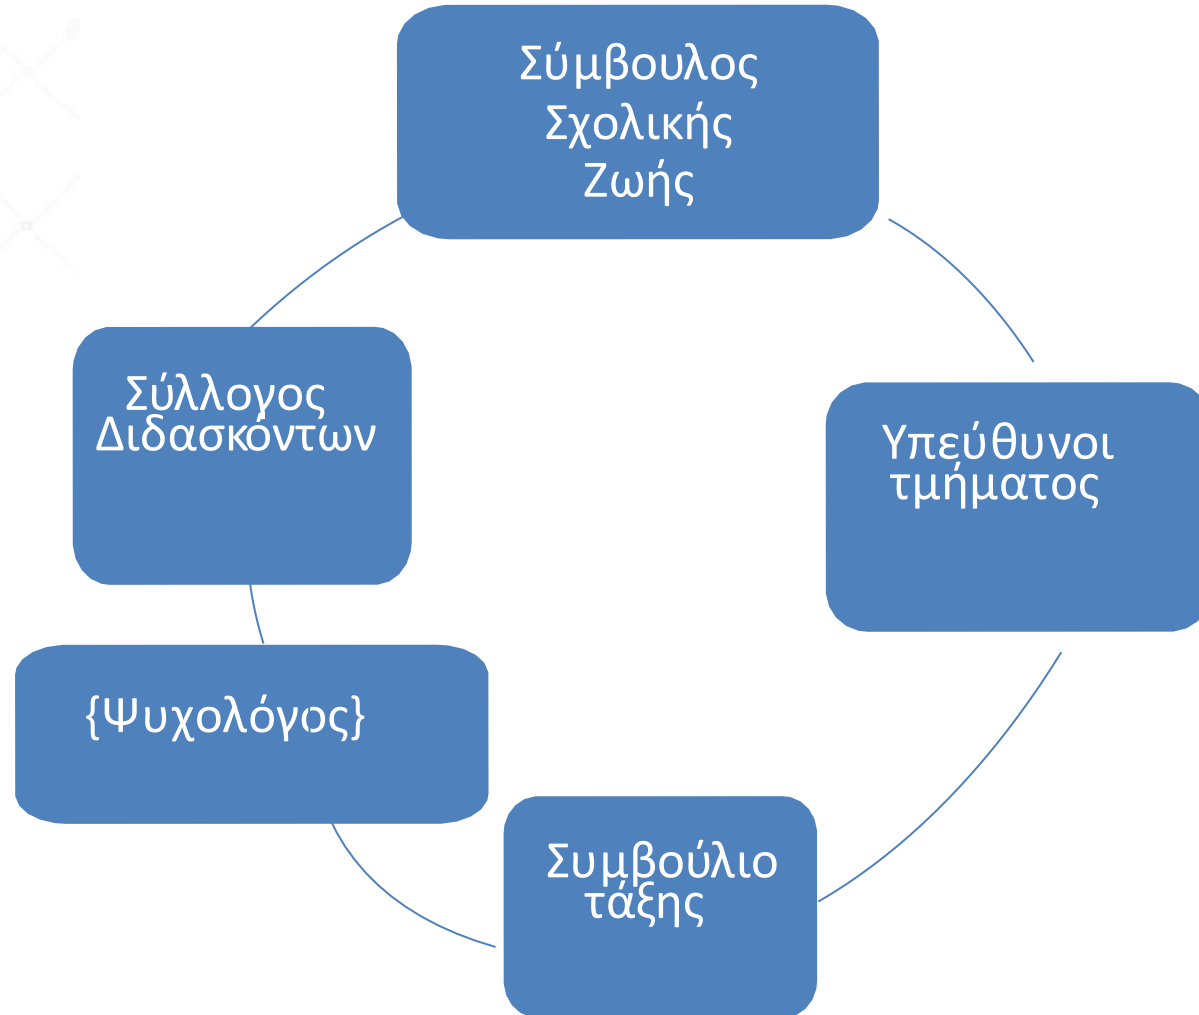 Σύμβουλος
Σχολικής
Ζωής
Σύλλογος
Διδασκόντων
Υπεύθυνοι
τμήματος
{Ψυχολόγος}
Συμβούλιο
τάξης